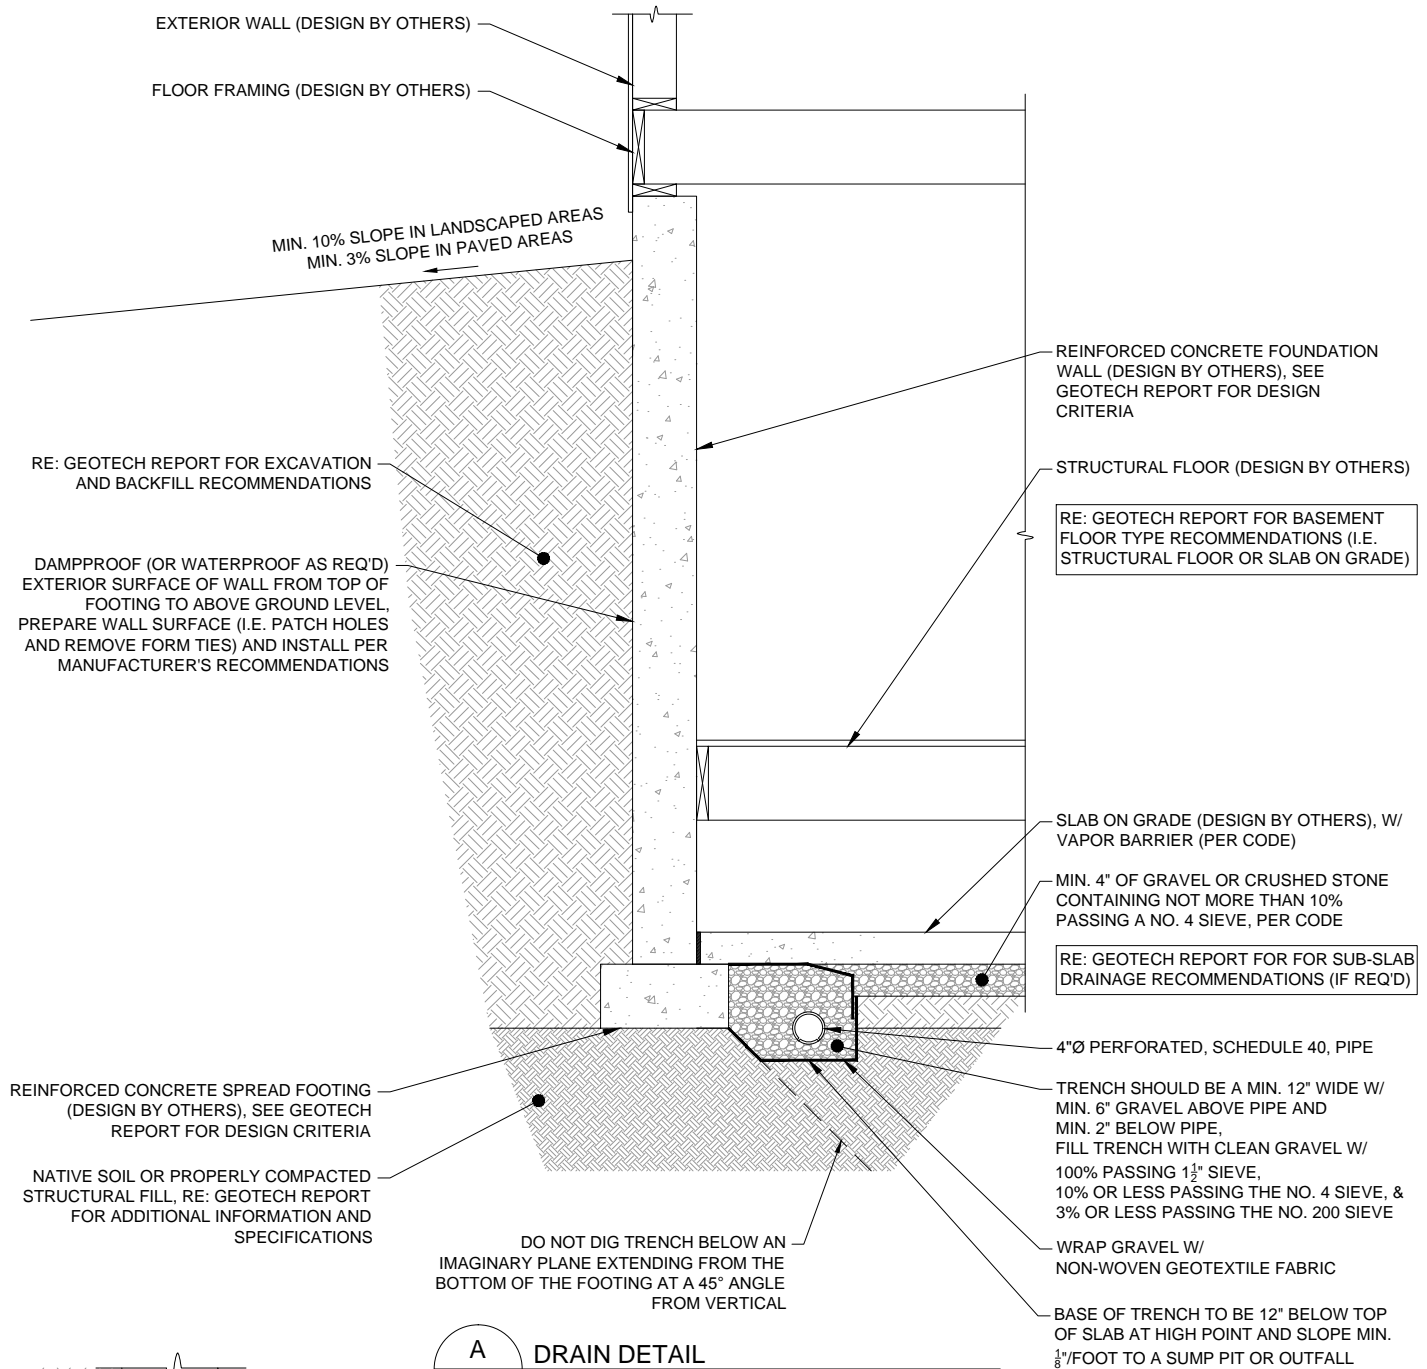 EXTERIOR WALL (DESIGN BY OTHERS)
FLOOR FRAMING (DESIGN BY OTHERS)
MIN. 10% SLOPE IN LANDSCAPED AREAS
MIN. 3% SLOPE IN PAVED AREAS
RE: GEOTECH REPORT FOR EXCAVATION
AND BACKFILL RECOMMENDATIONS
DAMPPROOF (OR WATERPROOF AS REQ'D)
EXTERIOR SURFACE OF WALL FROM TOP OF
FOOTING TO ABOVE GROUND LEVEL,
PREPARE WALL SURFACE (I.E. PATCH HOLES
AND REMOVE FORM TIES) AND INSTALL PER
MANUFACTURER'S RECOMMENDATIONS
REINFORCED CONCRETE SPREAD FOOTING
(DESIGN BY OTHERS), SEE GEOTECH
REPORT FOR DESIGN CRITERIA
NATIVE SOIL OR PROPERLY COMPACTED
STRUCTURAL FILL, RE: GEOTECH REPORT
FOR ADDITIONAL INFORMATION AND
SPECIFICATIONS
DO NOT DIG TRENCH BELOW AN
IMAGINARY PLANE EXTENDING FROM THE
BOTTOM OF THE FOOTING AT A 45° ANGLE
FROM VERTICAL
REINFORCED CONCRETE FOUNDATION
WALL (DESIGN BY OTHERS), SEE
GEOTECH REPORT FOR DESIGN
CRITERIA
STRUCTURAL FLOOR (DESIGN BY OTHERS)
RE: GEOTECH REPORT FOR BASEMENT
FLOOR TYPE RECOMMENDATIONS (I.E.
STRUCTURAL FLOOR OR SLAB ON GRADE)
SLAB ON GRADE (DESIGN BY OTHERS), W/
VAPOR BARRIER (PER CODE)
MIN. 4" OF GRAVEL OR CRUSHED STONE
CONTAINING NOT MORE THAN 10%
PASSING A NO. 4 SIEVE, PER CODE
RE: GEOTECH REPORT FOR FOR SUB-SLAB
DRAINAGE RECOMMENDATIONS (IF REQ'D)
4"Ø PERFORATED, SCHEDULE 40, PIPE
TRENCH SHOULD BE A MIN. 12" WIDE W/
MIN. 6" GRAVEL ABOVE PIPE AND
MIN. 2" BELOW PIPE,
FILL TRENCH WITH CLEAN GRAVEL W/
100% PASSING 1½" SIEVE,
10% OR LESS PASSING THE NO. 4 SIEVE, &
3% OR LESS PASSING THE NO. 200 SIEVE
WRAP GRAVEL W/
NON-WOVEN GEOTEXTILE FABRIC
BASE OF TRENCH TO BE 12" BELOW TOP
OF SLAB AT HIGH POINT AND SLOPE MIN.
⅛"/FOOT TO A SUMP PIT OR OUTFALL
A DRAIN DETAIL